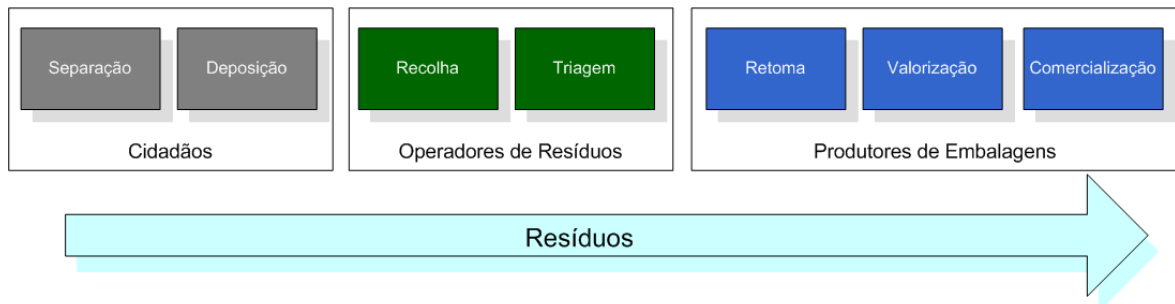 Separação
Deposição
Cidadãos
Recolha
Triagem
Operadores de Resíduos
Retoma
Valorização
Comercialização
Produtores de Embalagens
Resíduos